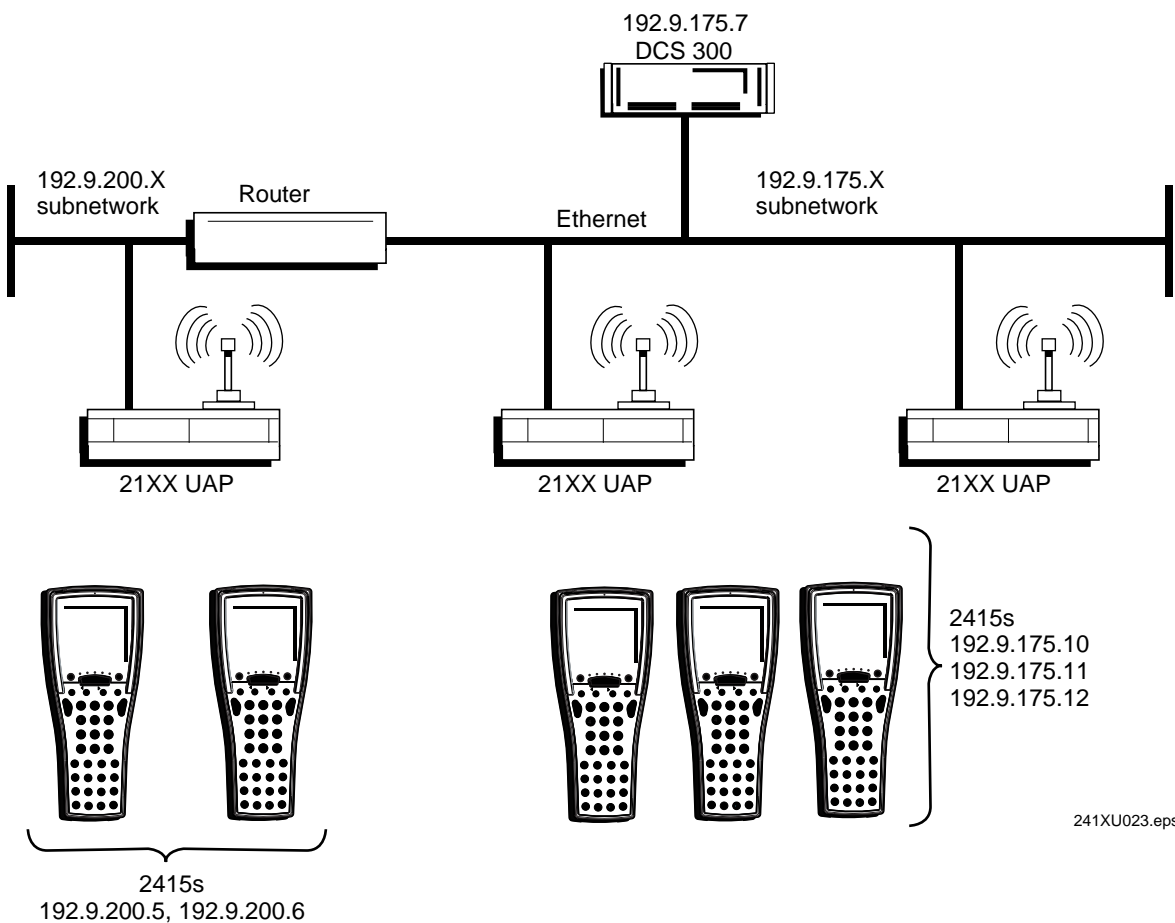 192.9.175.7
DCS 300
192.9.200.X
subnetwork
Router
Ethernet
192.9.175.X
subnetwork
21XX UAP
21XX UAP
21XX UAP
2415s
192.9.175.10
192.9.175.11
192.9.175.12
241XU023.eps
2415s
192.9.200.5, 192.9.200.6